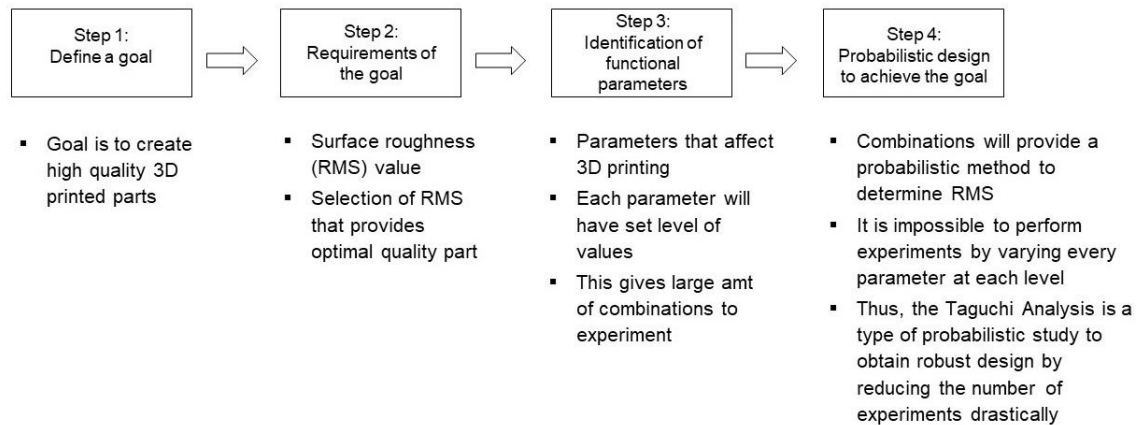 Step 1:
Define a goal
Step 2:
Requirements of
the goal
Step 3:
Identification of
functional
parameters
Step 4:
Probabilistic design
to achieve the goal
▪ Goal is to create
high quality 3D
printed parts
▪ Surface roughness
(RMS) value
▪ Selection of RMS
that provides
optimal quality part
▪ Parameters that affect
3D printing
▪ Each parameter will
have set level of
values
▪ This gives large amt
of combinations to
experiment
▪ Combinations will provide a
probabilistic method to
determine RMS
▪ It is impossible to perform
experiments by varying every
parameter at each level
▪ Thus, the Taguchi Analysis is a
type of probabilistic study to
obtain robust design by
reducing the number of
experiments drastically